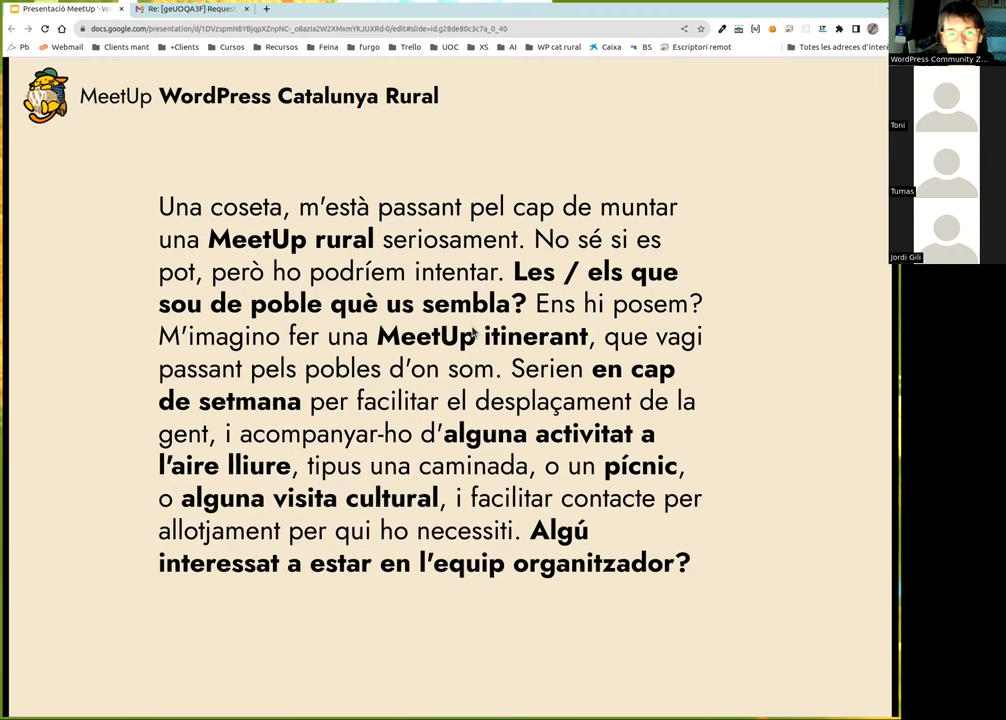 Presentació MeetUp · W
Re: [geUOQA3F] Reques
docs.google.com/presentation/d/1DVzspmN8YBjqpXZnpNC-_o8azJa2W2XMxmYKJUXRd-0/edit#slide=id.g28de80c3c7a_0_40
Pb Webmail Clients mant +Clients Cursos Recursos Feina furgo Trello UOC XS AI WP cat rural Caixa BS Escriptori remot Totes les adreces d'interè
MeetUp WordPress Catalunya Rural
Una coseta, m'està passant pel cap de muntar
una MeetUp rural seriosament. No sé si es
pot, però ho podríem intentar. Les / els que
sou de poble què us sembla? Ens hi posem?
M'imagino fer una MeetUp itinerant, que vagi
passant pels pobles d'on som. Serien en cap
de setmana per facilitar el desplaçament de la
gent, i acompanyar-ho d'alguna activitat a
l'aire lliure, tipus una caminada, o un pícnic,
o alguna visita cultural, i facilitar contacte per
allotjament per qui ho necessiti. Algú
interessat a estar en l'equip organitzador?
WordPress Community Z...
Toni
Tumas
Jordi Gili